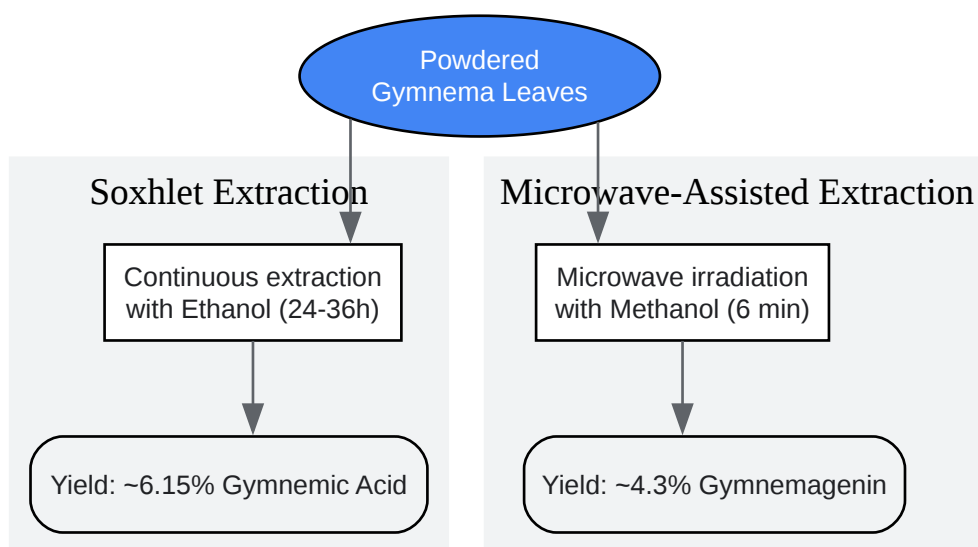 Powdered
Gymnema Leaves
Soxhlet Extraction
Continuous extraction
with Ethanol (24-36h)
Yield: ~6.15% Gymnemic Acid
Microwave-Assisted Extraction
Microwave irradiation
with Methanol (6 min)
Yield: ~4.3% Gymnemagenin